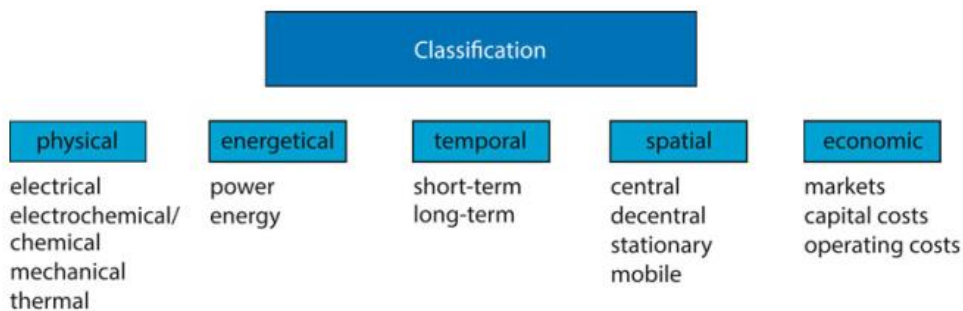 Classification
physical
electrical
electrochemical/
chemical
mechanical
thermal
energetical
power
energy
temporal
short-term
long-term
spatial
central
decentral
stationary
mobile
economic
markets
capital costs
operating costs